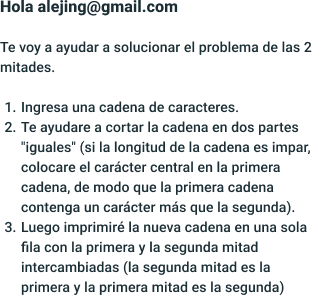 Hola alejing@gmail.com
Te voy a ayudar a solucionar el problema de las 2
mitades.
1. Ingresa una cadena de caracteres.
2. Te ayudare a cortar la cadena en dos partes
"iguales" (si la longitud de la cadena es impar,
colocare el carácter central en la primera
cadena, de modo que la primera cadena
contenga un carácter más que la segunda).
3. Luego imprimiré la nueva cadena en una sola
fila con la primera y la segunda mitad
intercambiadas (la segunda mitad es la
primera y la primera mitad es la segunda)